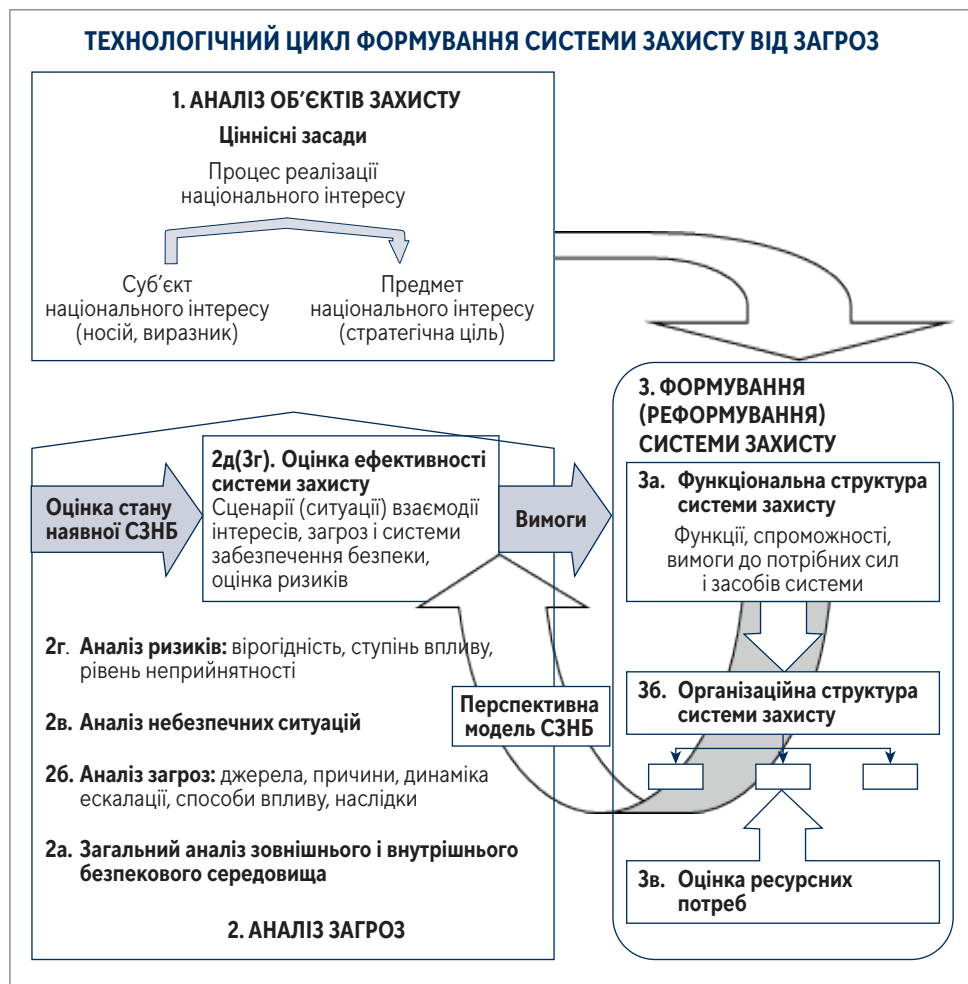 ТЕХНОЛОГІЧНИЙ ЦИКЛ ФОРМУВАННЯ СИСТЕМИ ЗАХИСТУ ВІД ЗАГРОЗ
1. АНАЛІЗ ОБ’ЄКТІВ ЗАХИСТУ
Ціннісні засади
Процес реалізації
національного інтересу
Суб’єкт
національного інтересу
(носій, виразник)
Предмет
національного інтересу
(стратегічна ціль)
Оцінка стану
наявної СЗНБ
2д(3г). Оцінка ефективності
системи захисту
Сценарії (ситуації) взаємодії
інтересів, загроз і системи
забезпечення безпеки,
оцінка ризиків
Вимоги
2г. Аналіз ризиків: вірогідність, ступінь впливу,
рівень неприйнятності
2в. Аналіз небезпечних ситуацій
2б. Аналіз загроз: джерела, причини, динаміка
ескалації, способи впливу, наслідки
2а. Загальний аналіз зовнішнього і внутрішнього
безпекового середовища
2. АНАЛІЗ ЗАГРОЗ
Перспективна
модель СЗНБ
3. ФОРМУВАННЯ
(РЕФОРМУВАННЯ)
СИСТЕМИ ЗАХИСТУ
3а. Функціональна структура
системи захисту
Функції, спроможності,
вимоги до потрібних сил
і засобів системи
3б. Організаційна структура
системи захисту
3в. Оцінка ресурсних
потреб